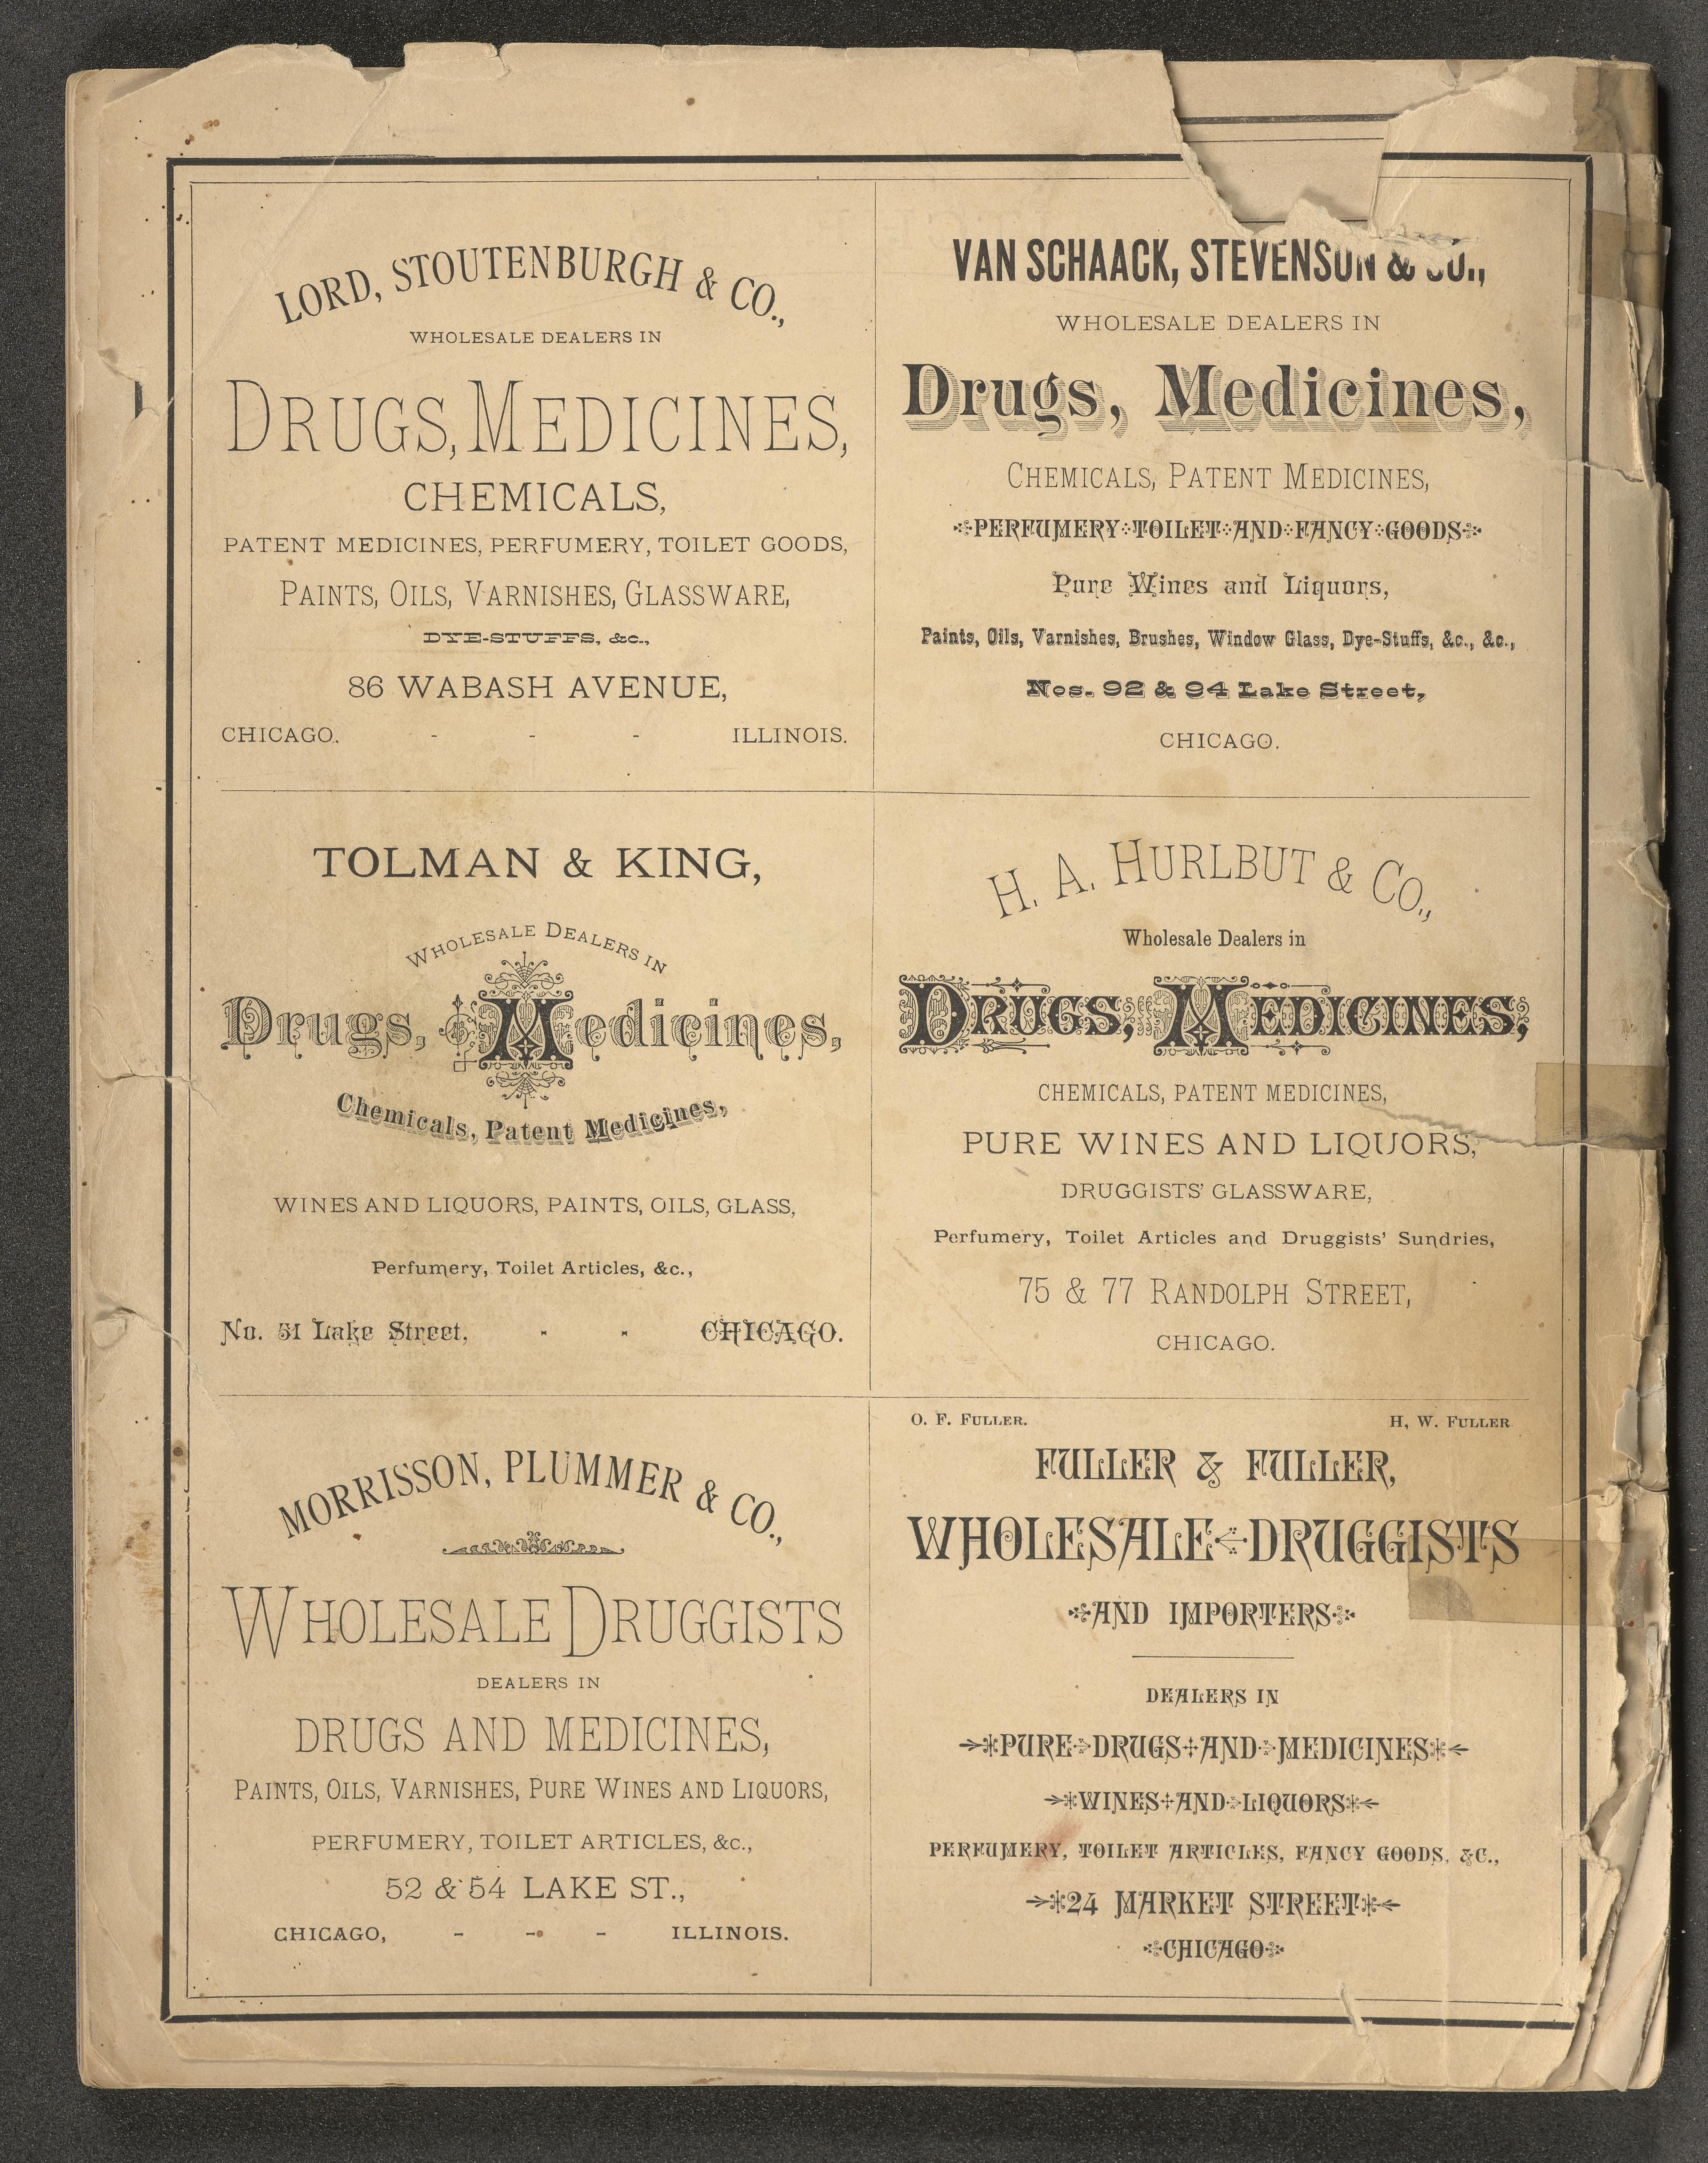 LORD, STOUTENBURGH & CO.,
WHOLESALE DEALERS IN
DRUGS, MEDICINES,
CHEMICALS,
PATENT MEDICINES, PERFUMERY, TOILET GOODS,
PAINTS, OILS, VARNISHES, GLASSWARE,
DYE-STUFFS, &c.,
86 WABASH AVENUE,
CHICAGO. - - - ILLINOIS.
VAN SCHAACK, STEVENSON & CO.,
WHOLESALE DEALERS IN
Drugs, Medicines,
CHEMICALS, PATENT MEDICINES,
PERFUMERY TOILET AND FANCY GOODS
Pure Wines and Liquors,
Paints, Oils, Varnishes, Brushes, Window Glass, Dye-Stuffs, &c., &c.,
Nos. 92 & 94 Lake Street,
CHICAGO.
TOLMAN & KING,
WHOLESALE DEALERS IN
Drugs, Medicines,
Chemicals, Patent Medicines,
WINES AND LIQUORS, PAINTS, OILS, GLASS,
Perfumery, Toilet Articles, &c.,
No. 51 Lake Street, - - CHICAGO.
H. A. HURLBUT & CO.,
Wholesale Dealers in
DRUGS, MEDICINES,
CHEMICALS, PATENT MEDICINES,
PURE WINES AND LIQUORS,
DRUGGISTS' GLASSWARE,
Perfumery, Toilet Articles and Druggists' Sundries,
75 & 77 RANDOLPH STREET,
CHICAGO.
MORRISSON, PLUMMER & CO.,
WHOLESALE DRUGGISTS
DEALERS IN
DRUGS AND MEDICINES,
PAINTS, OILS, VARNISHES, PURE WINES AND LIQUORS,
PERFUMERY, TOILET ARTICLES, &c.,
52 & 54 LAKE ST.,
CHICAGO, - - - ILLINOIS.
O. F. FULLER. H. W. FULLER
FULLER & FULLER,
WHOLESALE DRUGGISTS
AND IMPORTERS
DEALERS IN
PURE DRUGS AND MEDICINES
WINES AND LIQUORS
PERFUMERY, TOILET ARTICLES, FANCY GOODS, &C.,
24 MARKET STREET
CHICAGO